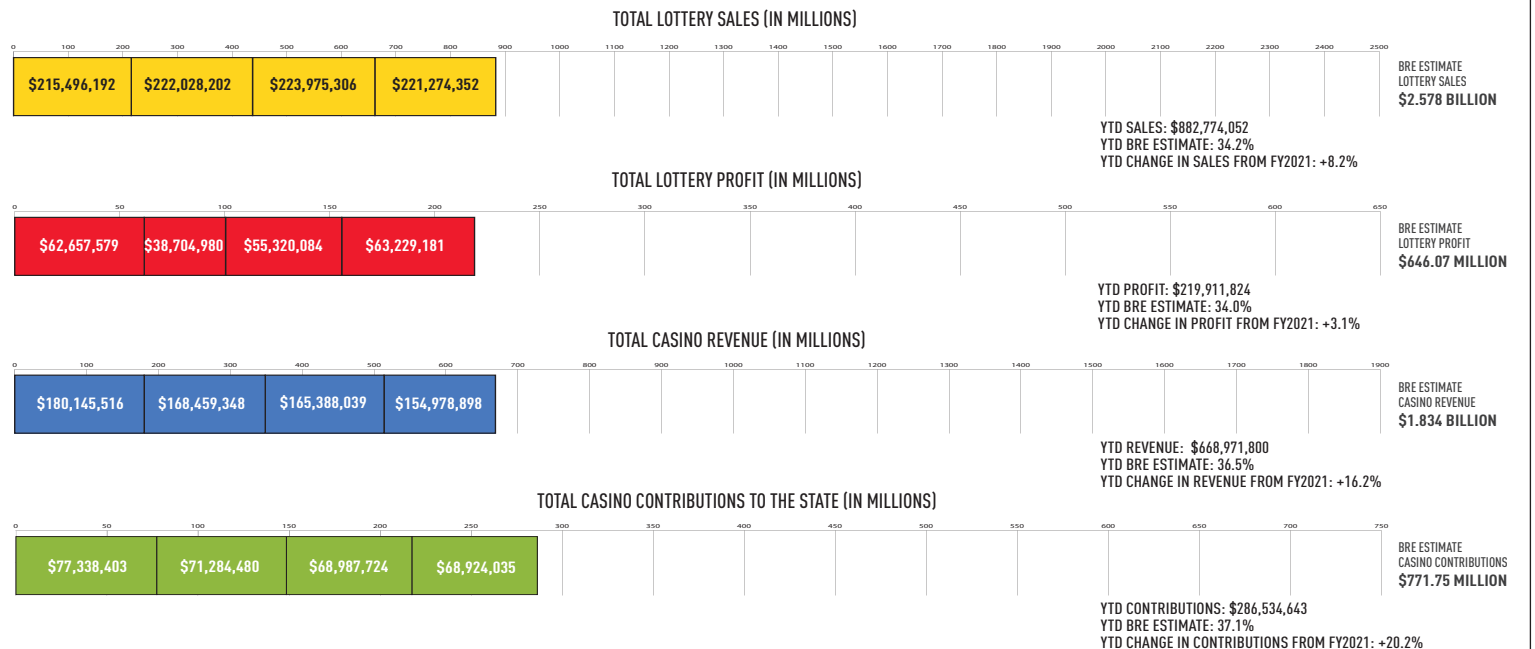 TOTAL LOTTERY SALES (IN MILLIONS)
0 100 200 300 400 500 600 700 800 900 1000 1100 1200 1300 1400 1500 1600 1700 1800 1900 2000 2100 2200 2300 2400 2500
$215,496,192 $222,028,202 $223,975,306 $221,274,352
BRE ESTIMATE
LOTTERY SALES
$2.578 BILLION
YTD SALES: $882,774,052
YTD BRE ESTIMATE: 34.2%
YTD CHANGE IN SALES FROM FY2021: +8.2%
TOTAL LOTTERY PROFIT (IN MILLIONS)
0 50 100 150 200 250 300 350 400 450 500 550 600 650
$62,657,579 $38,704,980 $55,320,084 $63,229,181
BRE ESTIMATE
LOTTERY PROFIT
$646.07 MILLION
YTD PROFIT: $219,911,824
YTD BRE ESTIMATE: 34.0%
YTD CHANGE IN PROFIT FROM FY2021: +3.1%
TOTAL CASINO REVENUE (IN MILLIONS)
0 100 200 300 400 500 600 700 800 900 1000 1100 1200 1300 1400 1500 1600 1700 1800 1900
$180,145,516 $168,459,348 $165,388,039 $154,978,898
BRE ESTIMATE
CASINO REVENUE
$1.834 BILLION
YTD REVENUE: $668,971,800
YTD BRE ESTIMATE: 36.5%
YTD CHANGE IN REVENUE FROM FY2021: +16.2%
TOTAL CASINO CONTRIBUTIONS TO THE STATE (IN MILLIONS)
0 50 100 150 200 250 300 350 400 450 500 550 600 650 700 750
$77,338,403 $71,284,480 $68,987,724 $68,924,035
BRE ESTIMATE
CASINO CONTRIBUTIONS
$771.75 MILLION
YTD CONTRIBUTIONS: $286,534,643
YTD BRE ESTIMATE: 37.1%
YTD CHANGE IN CONTRIBUTIONS FROM FY2021: +20.2%